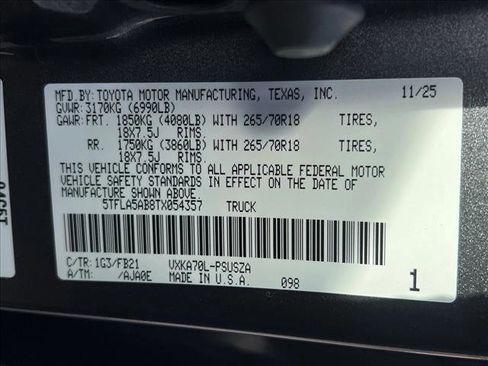 MFD.BY: TOYOTA MOTOR MANUFACTURING, TEXAS, INC. 11/25
GVWR: 3170KG (6990LB)
GAWR: FRT. 1850KG (4080LB) WITH 265/70R18 TIRES,
18X7.5J RIMS.
RR. 1750KG (3860LB) WITH 265/70R18 TIRES,
18X7.5J RIMS.
THIS VEHICLE CONFORMS TO ALL APPLICABLE FEDERAL MOTOR
VEHICLE SAFETY STANDARDS IN EFFECT ON THE DATE OF
MANUFACTURE SHOWN ABOVE.
5TFLA5AB8TX054357 TRUCK
C/TR: 1G3/FB21 VXKA70L-PSUSZA
A/TM: /AJA0E MADE IN U.S.A. 098 1